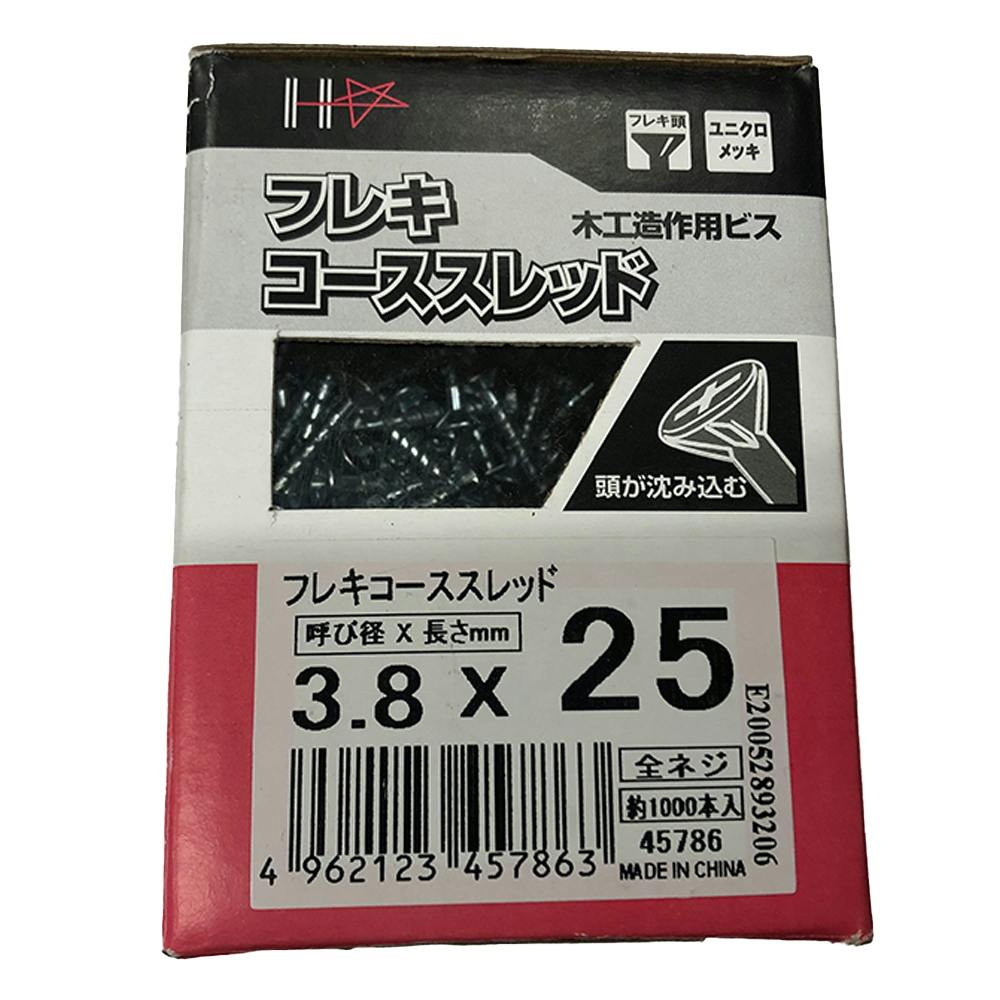 H
フレキ頭
ユニクロ
メッキ
フレキ
コーススレッド
木工造作用ビス
頭が沈み込む
フレキコーススレッド
呼び径 X 長さmm
3.8 X 25
全ネジ
約1000本入
45786
MADE IN CHINA
4 962123 457863
E20052893206